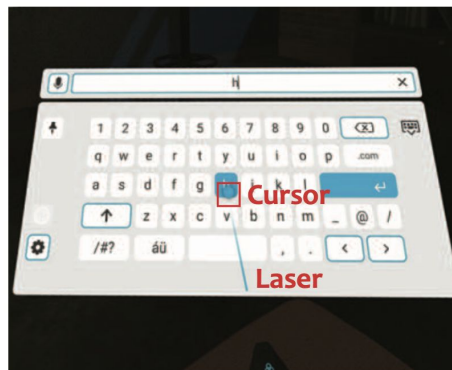 h ×
1 2 3 4 5 6 7 8 9 0
q w e r t y u i o p .com
a s d f g h j k l
Cursor
z x c v b n m _ @ /
/#? áü , . < >
Laser